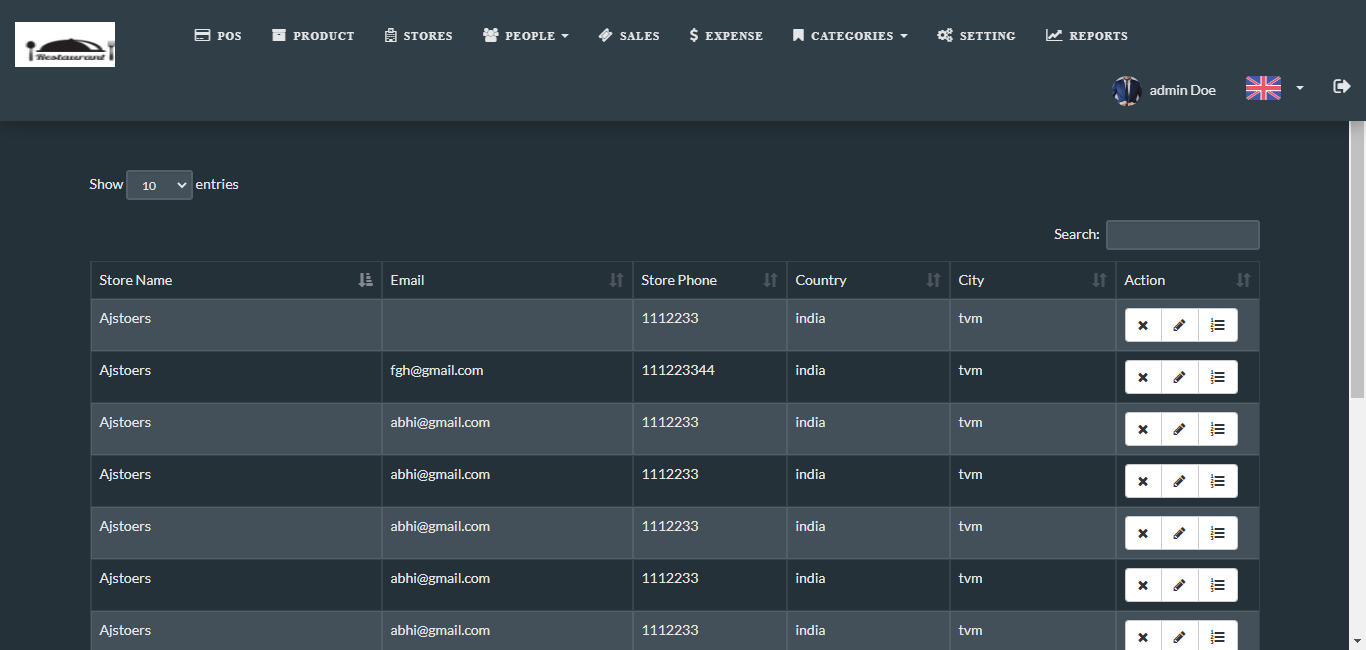 Restaurant
POS PRODUCT STORES PEOPLE SALES $ EXPENSE CATEGORIES SETTING REPORTS
admin Doe
Show 10 entries
Search:
Store Name Email Store Phone Country City Action
Ajstoers 1112233 india tvm
Ajstoers fgh@gmail.com 111223344 india tvm
Ajstoers abhi@gmail.com 1112233 india tvm
Ajstoers abhi@gmail.com 1112233 india tvm
Ajstoers abhi@gmail.com 1112233 india tvm
Ajstoers abhi@gmail.com 1112233 india tvm
Ajstoers abhi@gmail.com 1112233 india tvm